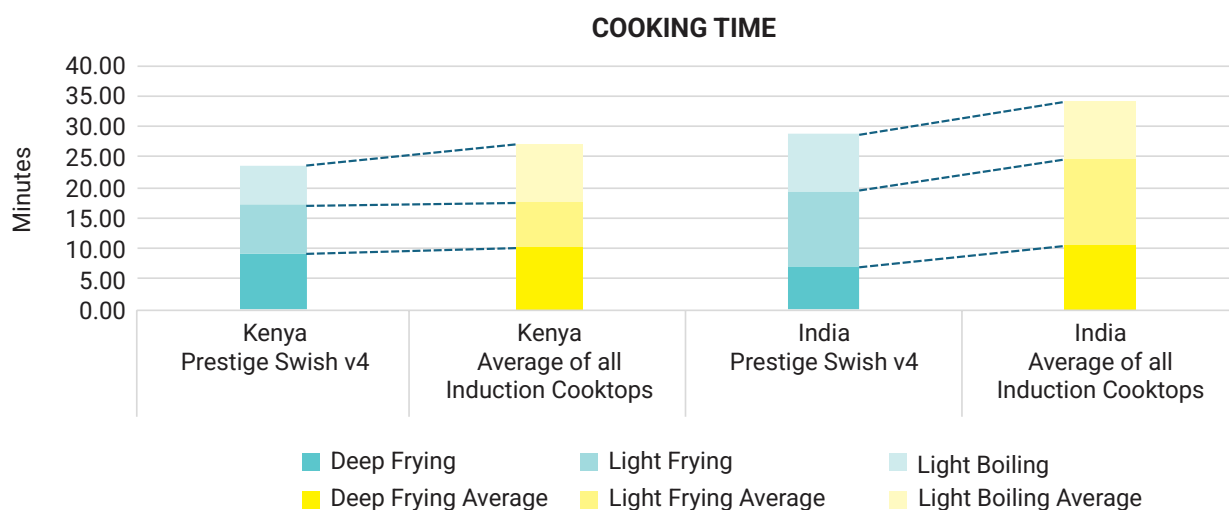 COOKING TIME
40.00
35.00
30.00
25.00
20.00
15.00
10.00
5.00
0.00
Minutes
Kenya
Prestige Swish v4
Kenya
Average of all
Induction Cooktops
India
Prestige Swish v4
India
Average of all
Induction Cooktops
Deep Frying
Light Frying
Light Boiling
Deep Frying Average
Light Frying Average
Light Boiling Average